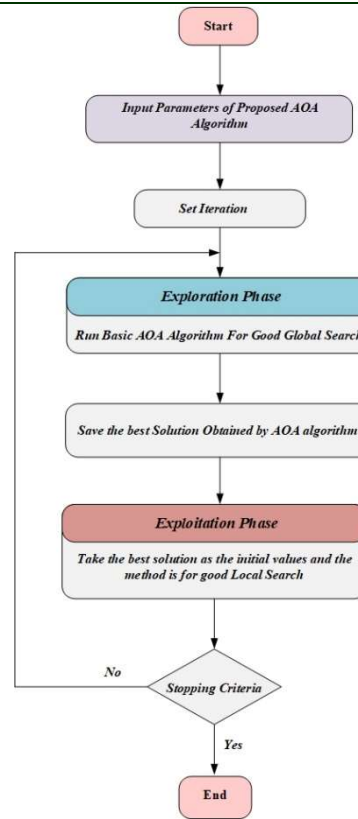 Start
Input Parameters of Proposed AOA
Algorithm
Set Iteration
Exploration Phase
Run Basic AOA Algorithm For Good Global Search
Save the best Solution Obtained by AOA algorithm
Exploitation Phase
Take the best solution as the initial values and the
method is for good Local Search
No
Stopping Criteria
Yes
End